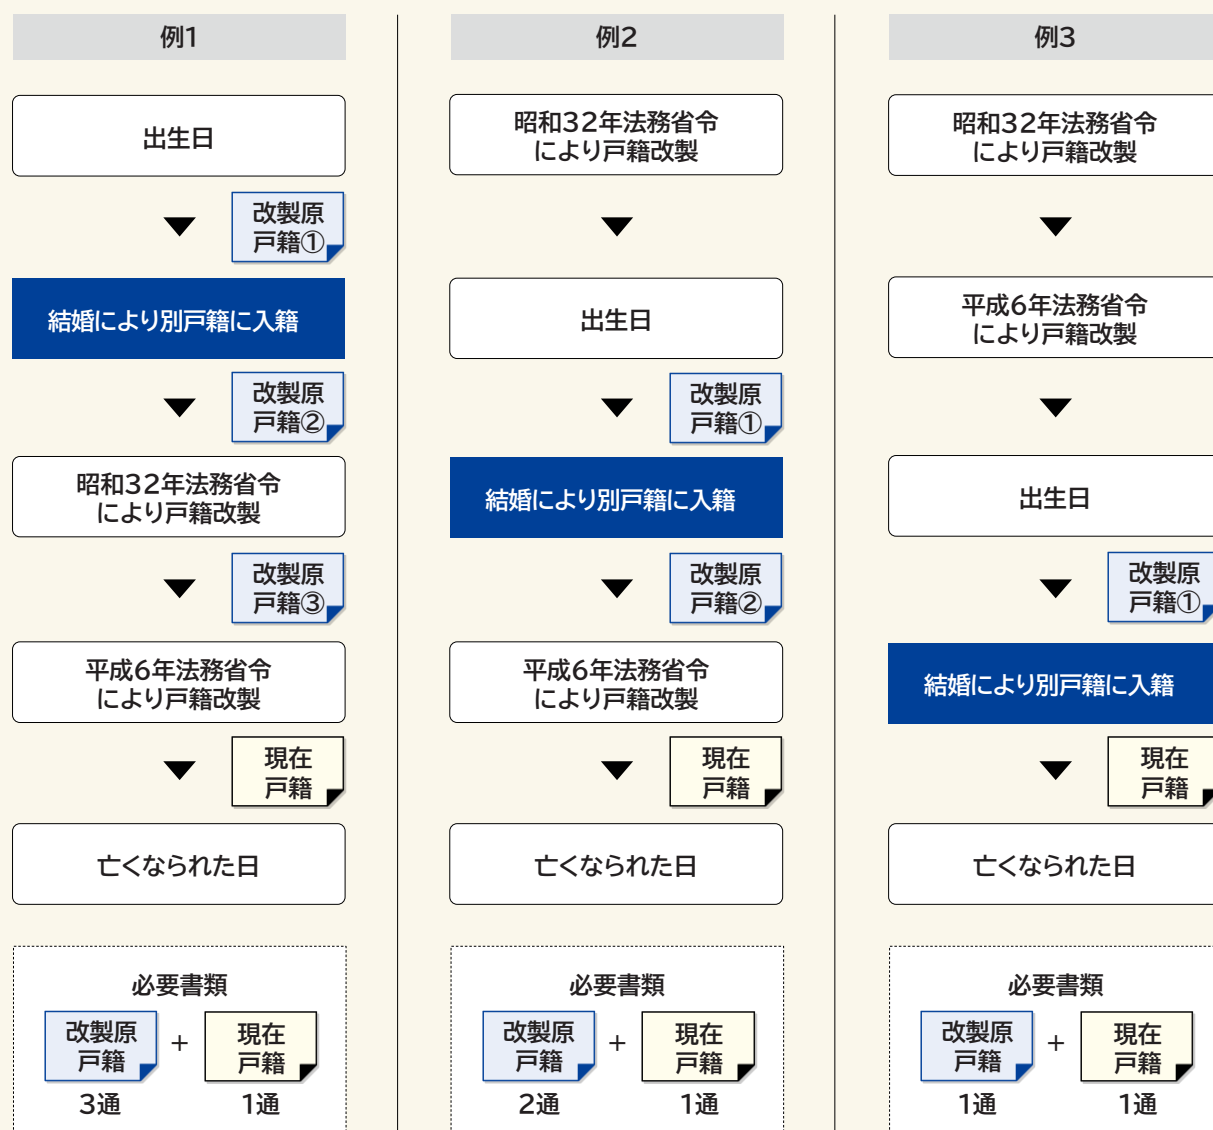 例1
出生日
改製原
戸籍①
結婚により別戸籍に入籍
改製原
戸籍②
昭和32年法務省令
により戸籍改製
改製原
戸籍③
平成6年法務省令
により戸籍改製
現在
戸籍
亡くなられた日
必要書類
改製原
戸籍
+
現在
戸籍
3通
1通
例2
昭和32年法務省令
により戸籍改製
出生日
改製原
戸籍①
結婚により別戸籍に入籍
改製原
戸籍②
平成6年法務省令
により戸籍改製
現在
戸籍
亡くなられた日
必要書類
改製原
戸籍
+
現在
戸籍
2通
1通
例3
昭和32年法務省令
により戸籍改製
平成6年法務省令
により戸籍改製
出生日
改製原
戸籍①
結婚により別戸籍に入籍
現在
戸籍
亡くなられた日
必要書類
改製原
戸籍
+
現在
戸籍
1通
1通